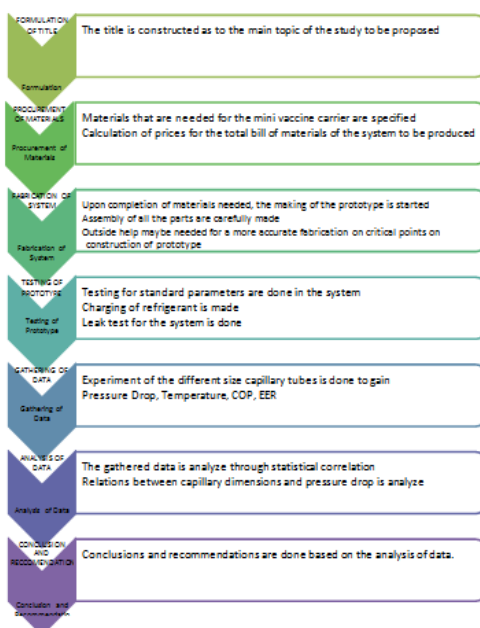 FORMULATION
OF TITLE
Formulation
The title is constructed as to the main topic of the study to be proposed
PROCUREMENT
OF MATERIALS
Procurement of
Materials
Materials that are needed for the mini vaccine carrier are specified
Calculation of prices for the total bill of materials of the system to be produced
FABRICATION OF
SYSTEM
Fabrication of
System
Upon completion of materials needed, the making of the prototype is started
Assembly of all the parts are carefully made
Outside help maybe needed for a more accurate fabrication on critical points on
construction of prototype
TESTING OF
PROTOTYPE
Testing of
Prototype
Testing for standard parameters are done in the system
Charging of refrigerant is made
Leak test for the system is done
GATHERING OF
DATA
Gathering of
Data
Experiment of the different size capillary tubes is done to gain
Pressure Drop, Temperature, COP, EER
ANALYSIS OF
DATA
Analysis of Data
The gathered data is analyze through statistical correlation
Relations between capillary dimensions and pressure drop is analyze
CONCLUSION
AND
RECCOMENDATION
Conclusion and
Conclusions and recommendations are done based on the analysis of data.